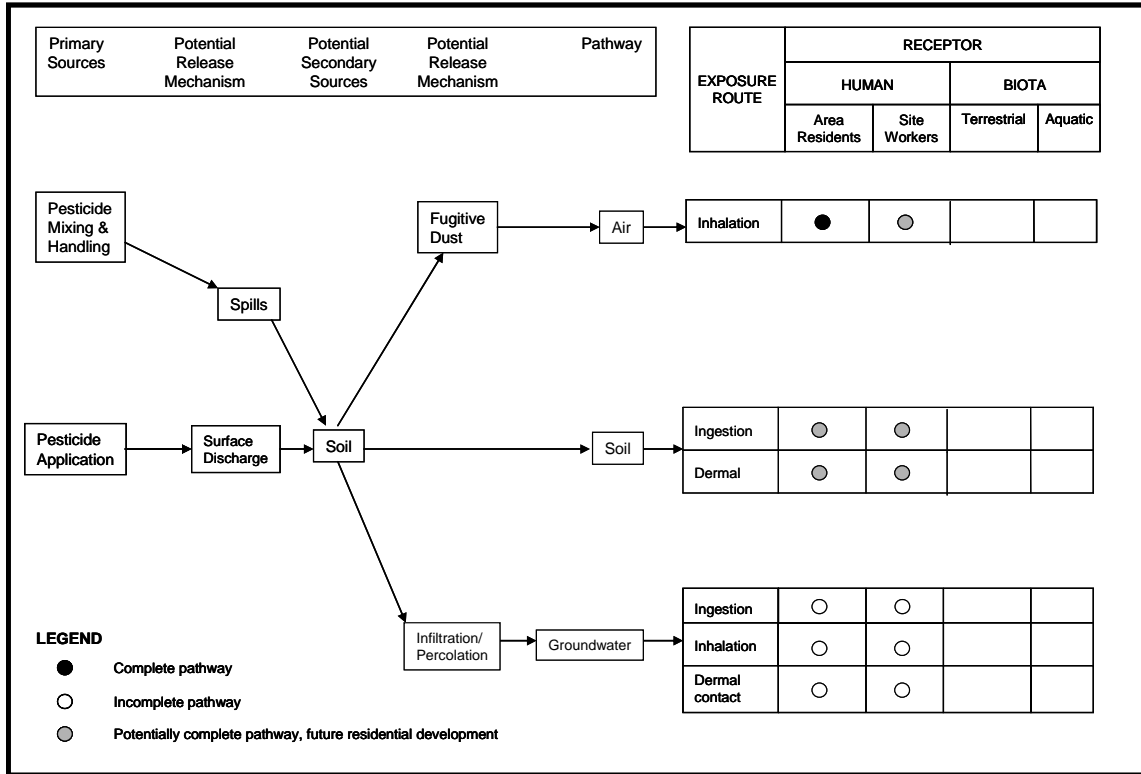 Primary
Sources
Potential
Release
Mechanism
Potential
Secondary
Sources
Potential
Release
Mechanism
Pathway
EXPOSURE
ROUTE
RECEPTOR
HUMAN
BIOTA
Area
Residents
Site
Workers
Terrestrial
Aquatic
Pesticide
Mixing &
Handling
Fugitive
Dust
Air
Inhalation
Spills
Pesticide
Application
Surface
Discharge
Soil
Soil
Ingestion
Dermal
Infiltration/
Percolation
Groundwater
Ingestion
Inhalation
Dermal
contact
LEGEND
Complete pathway
Incomplete pathway
Potentially complete pathway, future residential development